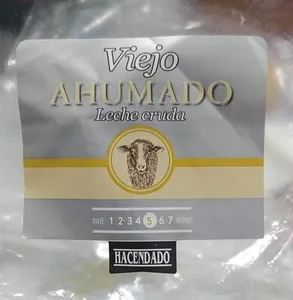 Viejo
AHUMADO
Leche cruda
SUAVE 1 2 3 4 5 6 7 INTENSO
HACENDADO